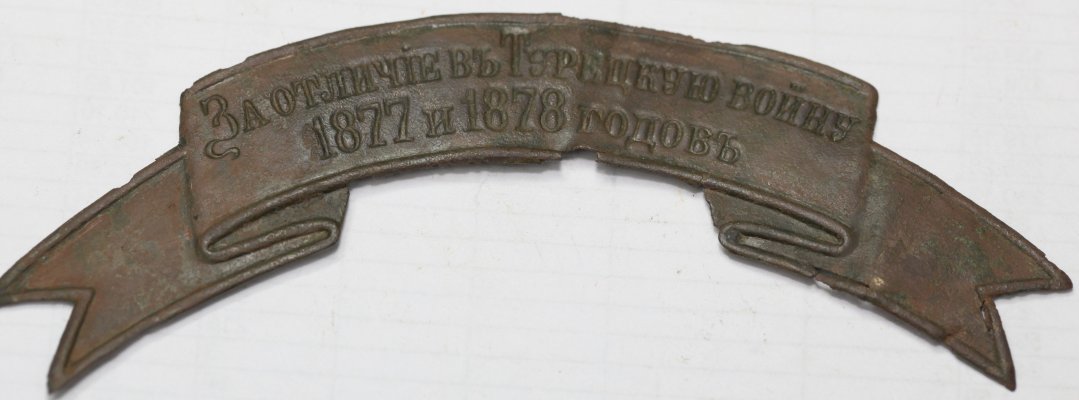 За отличіе въ Турецкую войну
1877 и 1878 годовъ